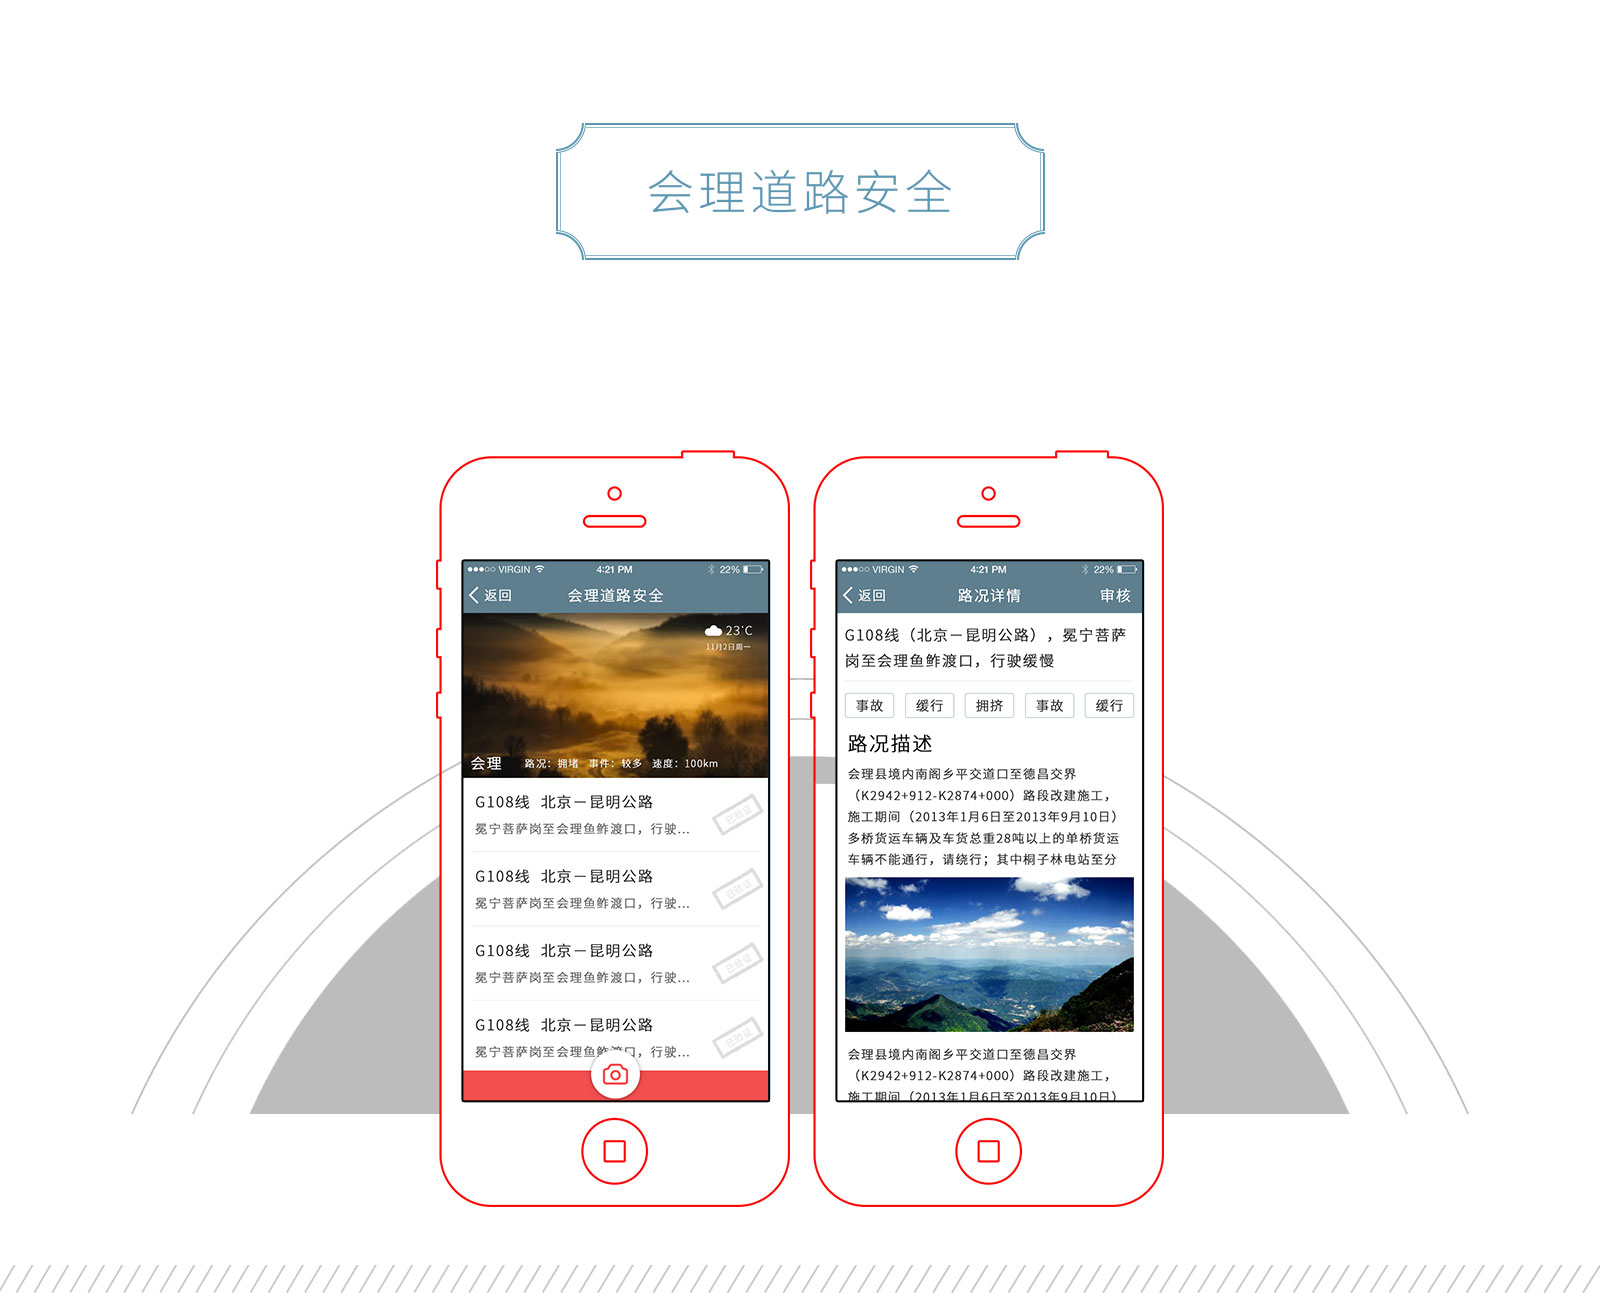 会理道路安全
VIRGIN 4:21 PM 22%
返回 会理道路安全
23°C
11月2日周一
会理 路况：拥堵 事件：较多 速度：100km
G108线 北京－昆明公路
冕宁菩萨岗至会理鱼鲊渡口，行驶...
已验证
G108线 北京－昆明公路
冕宁菩萨岗至会理鱼鲊渡口，行驶...
已验证
G108线 北京－昆明公路
冕宁菩萨岗至会理鱼鲊渡口，行驶...
已验证
G108线 北京－昆明公路
冕宁菩萨岗至会理鱼鲊渡口，行驶...
已验证
VIRGIN 4:21 PM 22%
返回 路况详情 审核
G108线（北京－昆明公路），冕宁菩萨
岗至会理鱼鲊渡口，行驶缓慢
事故 缓行 拥挤 事故 缓行
路况描述
会理县境内南阁乡平交道口至德昌交界
（K2942+912-K2874+000）路段改建施工，
施工期间（2013年1月6日至2013年9月10日）
多桥货运车辆及车货总重28吨以上的单桥货运
车辆不能通行，请绕行；其中桐子林电站至分
会理县境内南阁乡平交道口至德昌交界
（K2942+912-K2874+000）路段改建施工，
施工期间（2013年1月6日至2013年9月10日）